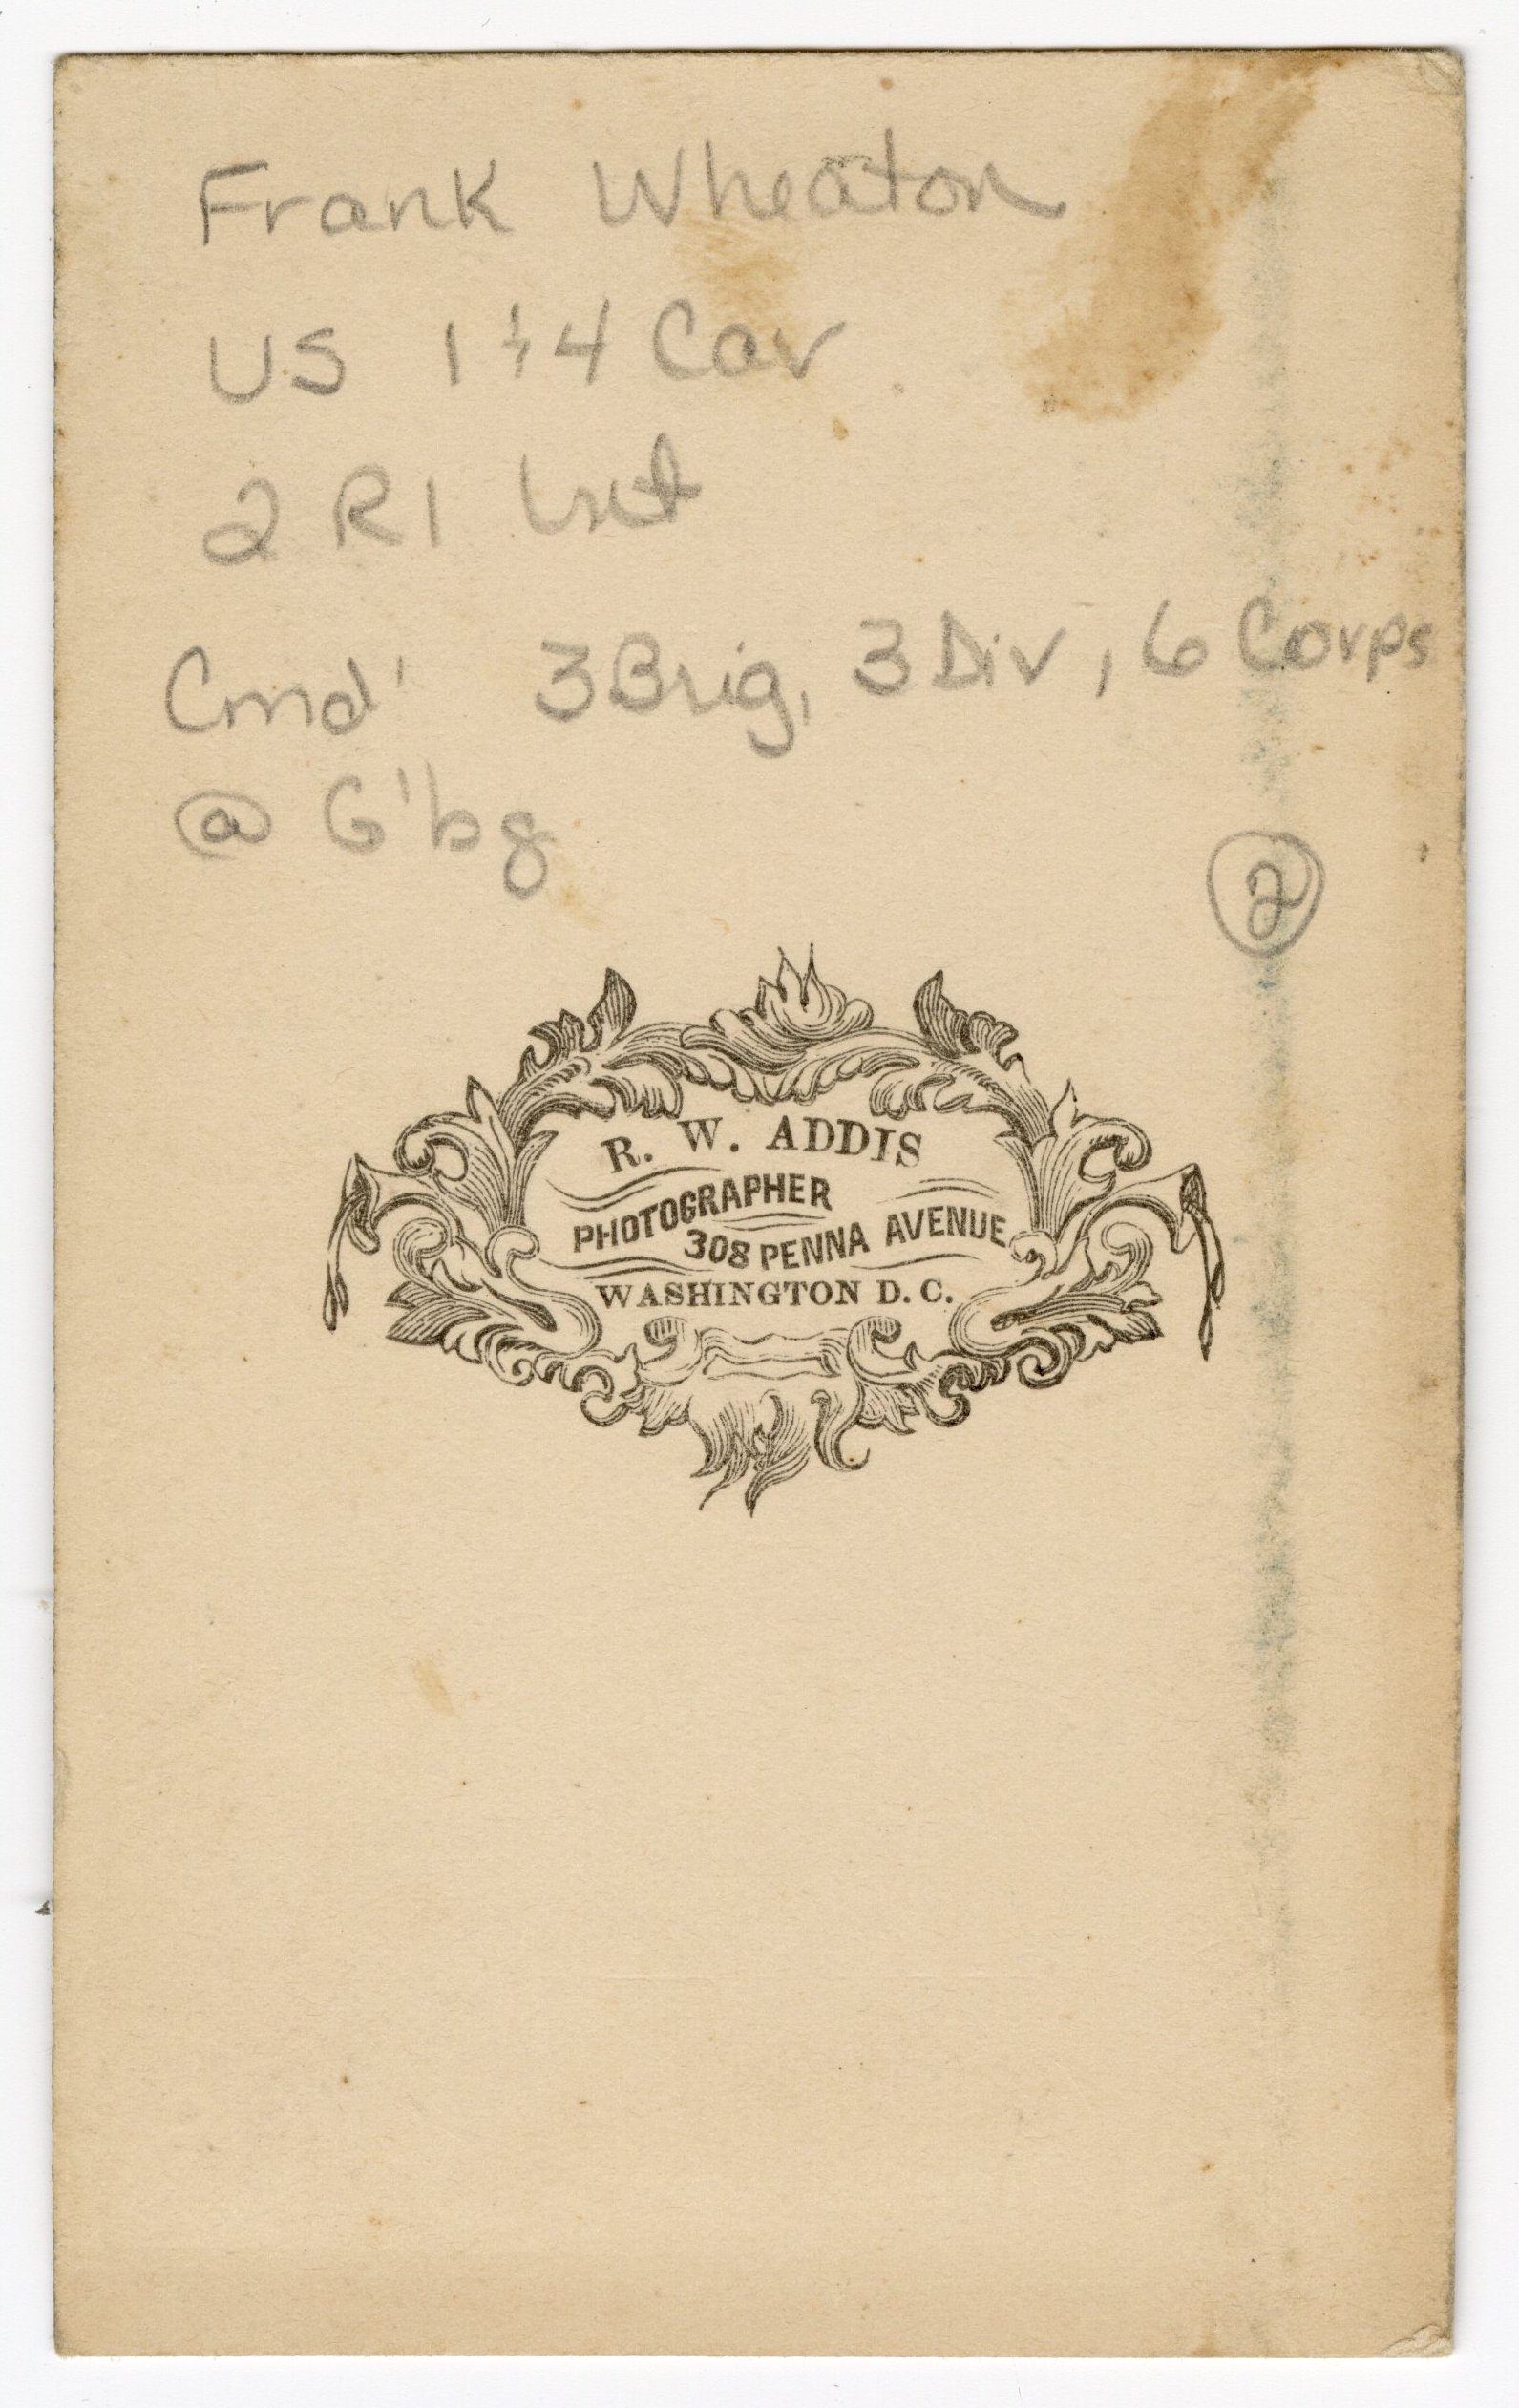 Frank Wheaton
US 1 & 4 Cav
2 RI Inf
Cmd' 3 Brig, 3 Div, 6 Corps
@ G'bg
2
R. W. ADDIS
PHOTOGRAPHER
308 PENNA AVENUE
WASHINGTON D. C.